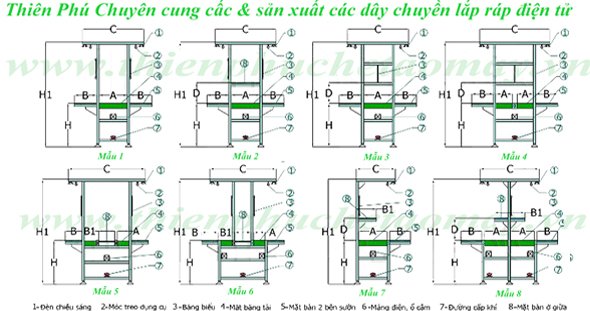 Thiên Phú Chuyên cung cấc & sản xuất các dây chuyền lắp ráp điện tử
C C C C
① ① ① ①
② ② ② ②
③ ③ ③ ③
H1 H1 H1 H1
⑧
D D D
B A B B A B B A B B A A B
④ ④ ④ ④
⑤ ⑤ ⑤ ⑤
H H H H
⑥ ⑥ ⑥ ⑥
⑦ ⑦ ⑦ ⑦
Mẫu 1 Mẫu 2 Mẫu 3 Mẫu 4
C C C C
① ① ① ①
② ② ② ②
H1 H1 H1 H1
⑧ B1 B1
③ ③ ③ ③
④ ④ ④ ④
B B1 A B B1 A D A B D A B
⑤ ⑤ ⑤ ⑤
H H H H
⑥ ⑥ ⑥ ⑥
⑦ ⑦ ⑦ ⑦
Mẫu 5 Mẫu 6 Mẫu 7 Mẫu 8
1-Đèn chiếu sáng 2-Móc treo dụng cụ 3-Bảng biểu 4-Mặt băng tải 5-Mặt bàn 2 bên sườn 6-Máng điện, ổ cắm 7-Đường cấp khí 8-Mặt bàn ở giữa